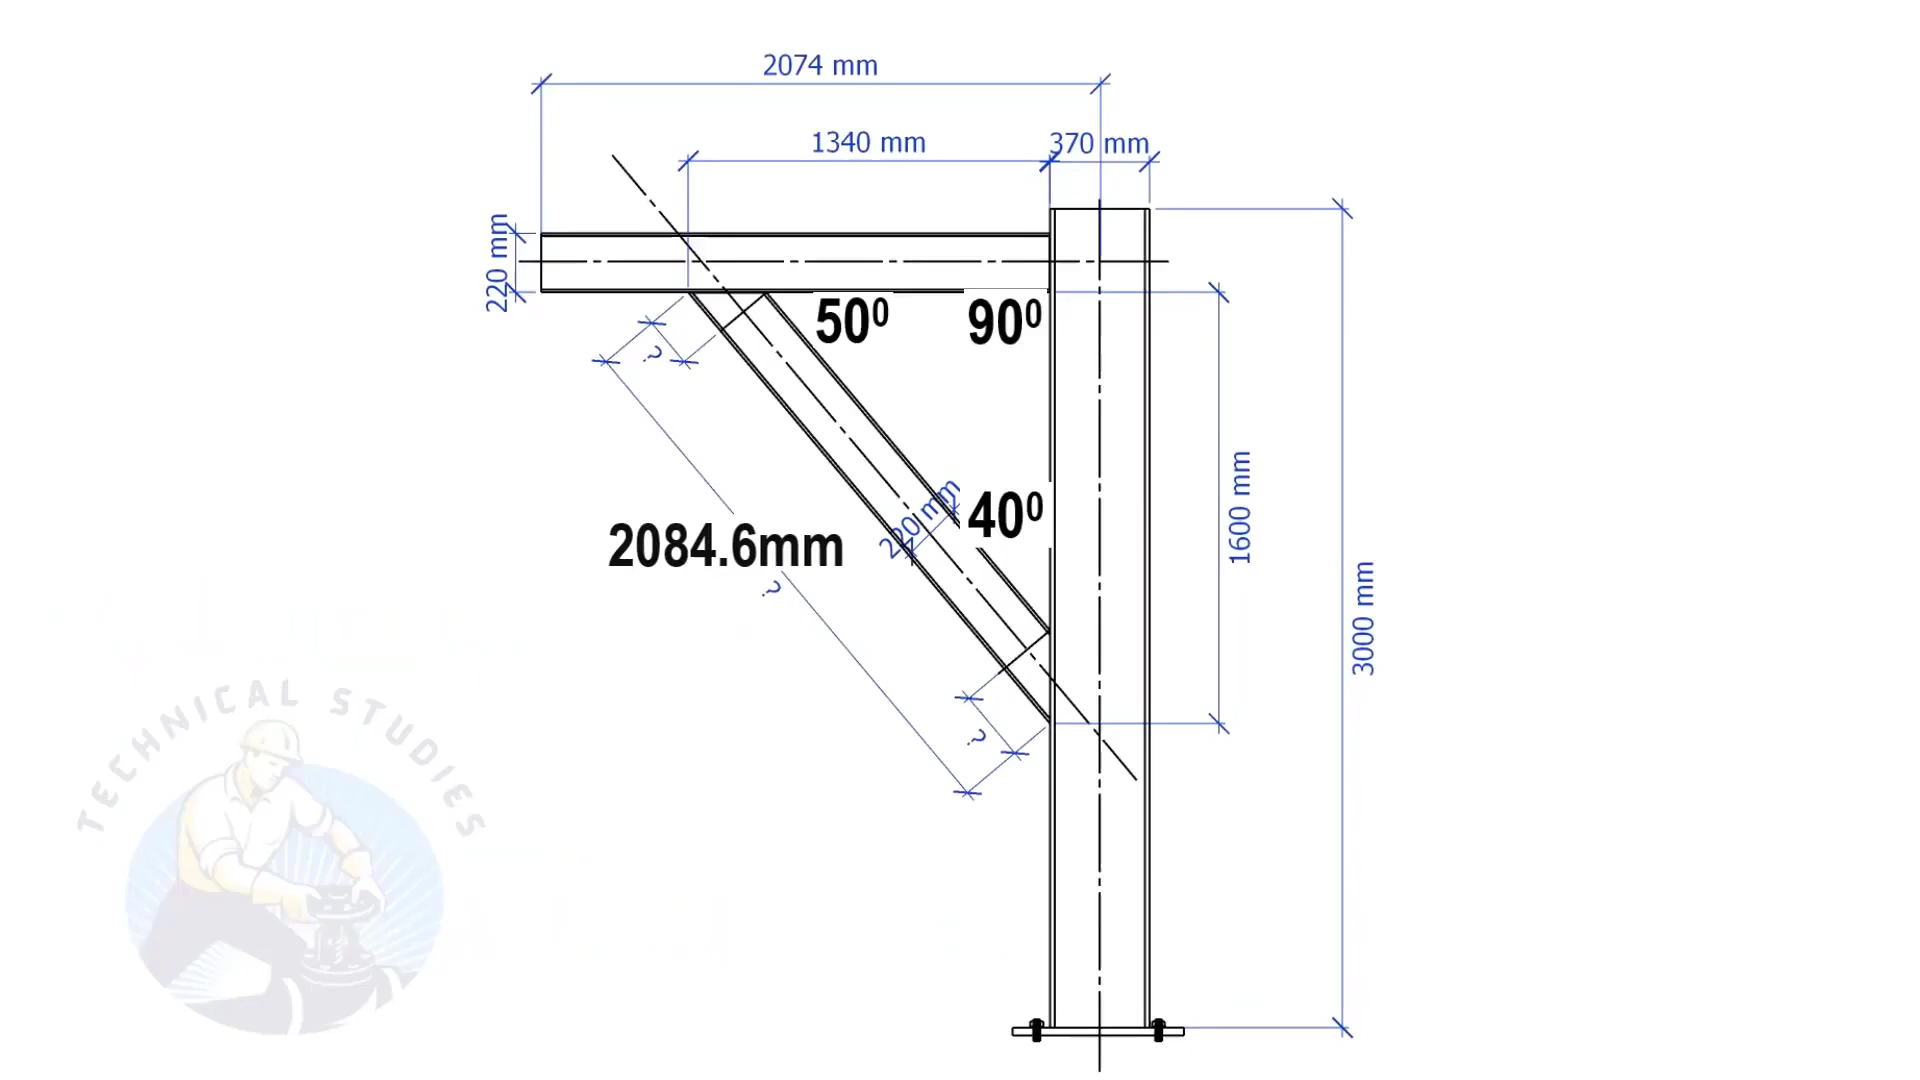 2074 mm
1340 mm
370 mm
220 mm
50⁰
90⁰
?
220 mm
40⁰
1600 mm
2084.6mm
?
3000 mm
?
TECHNICAL STUDIES